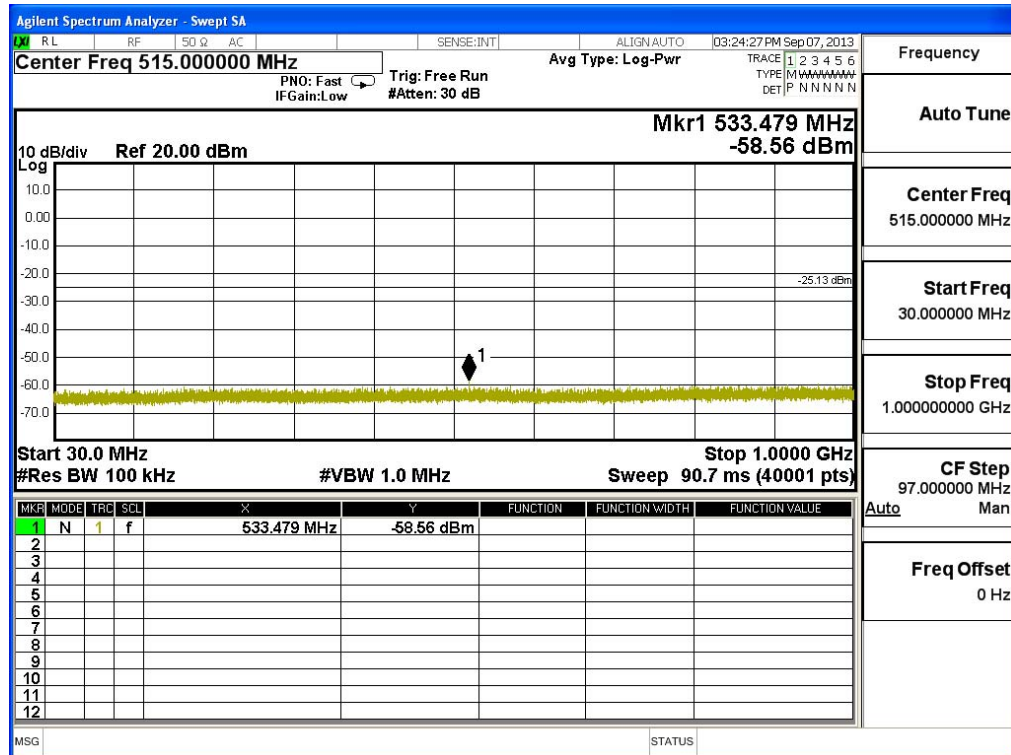 Agilent Spectrum Analyzer - Swept SA
LXI RL RF 50 Ω AC SENSE:INT ALIGN AUTO 03:24:27 PM Sep 07, 2013
Center Freq 515.000000 MHz
PNO: Fast
IFGain:Low
Trig: Free Run
#Atten: 30 dB
Avg Type: Log-Pwr
TRACE 1 2 3 4 5 6
TYPE M WWWWW
DET P N N N N N
Mkr1 533.479 MHz
-58.56 dBm
10 dB/div Ref 20.00 dBm
Log
10.0
0.00
-10.0
-20.0
-25.13 dBm
-30.0
-40.0
-50.0
1
-60.0
-70.0
Start 30.0 MHz Stop 1.0000 GHz
#Res BW 100 kHz #VBW 1.0 MHz Sweep 90.7 ms (40001 pts)
MKR MODE TRC SCL X Y FUNCTION FUNCTION WIDTH FUNCTION VALUE
1 N 1 f 533.479 MHz -58.56 dBm
2
3
4
5
6
7
8
9
10
11
12
MSG STATUS
Frequency
Auto Tune
Center Freq
515.000000 MHz
Start Freq
30.000000 MHz
Stop Freq
1.000000000 GHz
CF Step
97.000000 MHz
Auto Man
Freq Offset
0 Hz